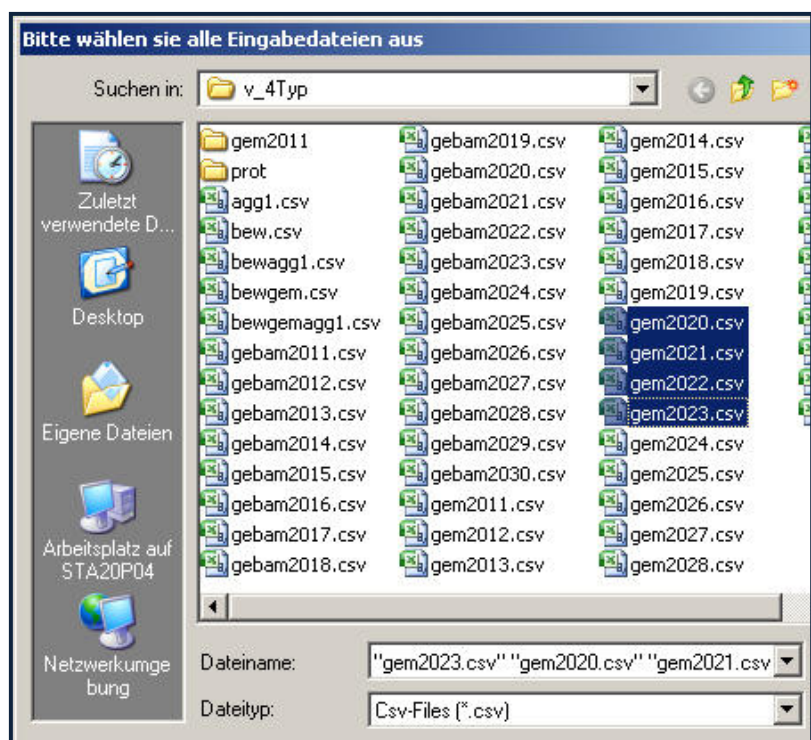 Bitte wählen sie alle Eingabedateien aus
Suchen in:
v_4Typ
Zuletzt
verwendete D...
Desktop
Eigene Dateien
Arbeitsplatz auf
STA20P04
Netzwerkumge
bung
gem2011
prot
agg1.csv
bew.csv
bewagg1.csv
bewgem.csv
bewgemagg1.csv
gebam2011.csv
gebam2012.csv
gebam2013.csv
gebam2014.csv
gebam2015.csv
gebam2016.csv
gebam2017.csv
gebam2018.csv
gebam2019.csv
gebam2020.csv
gebam2021.csv
gebam2022.csv
gebam2023.csv
gebam2024.csv
gebam2025.csv
gebam2026.csv
gebam2027.csv
gebam2028.csv
gebam2029.csv
gebam2030.csv
gem2011.csv
gem2012.csv
gem2013.csv
gem2014.csv
gem2015.csv
gem2016.csv
gem2017.csv
gem2018.csv
gem2019.csv
gem2020.csv
gem2021.csv
gem2022.csv
gem2023.csv
gem2024.csv
gem2025.csv
gem2026.csv
gem2027.csv
gem2028.csv
Dateiname:
"gem2023.csv" "gem2020.csv" "gem2021.csv
Dateityp:
Csv-Files (*.csv)